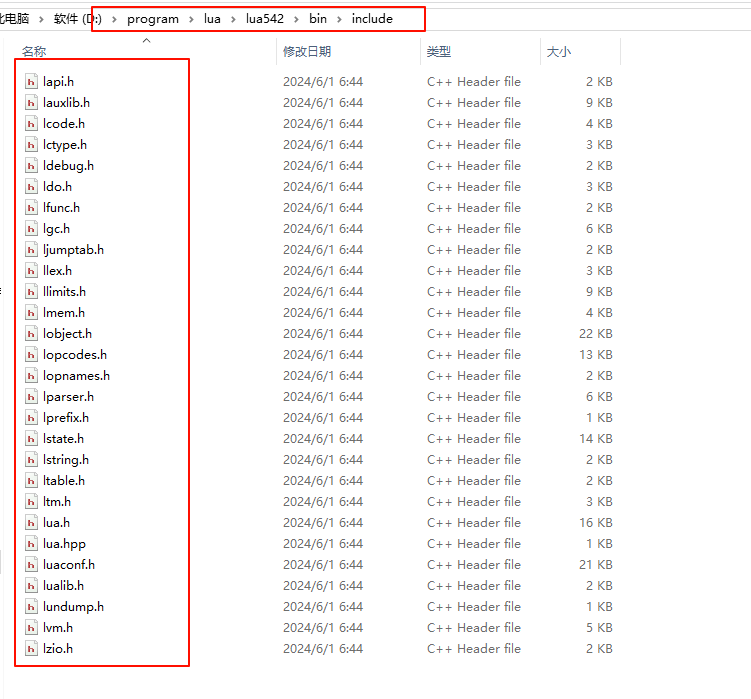 比电脑 › 软件 (D:) › program › lua › lua542 › bin › include
名称 修改日期 类型 大小
lapi.h 2024/6/1 6:44 C++ Header file 2 KB
lauxlib.h 2024/6/1 6:44 C++ Header file 9 KB
lcode.h 2024/6/1 6:44 C++ Header file 4 KB
lctype.h 2024/6/1 6:44 C++ Header file 3 KB
ldebug.h 2024/6/1 6:44 C++ Header file 2 KB
ldo.h 2024/6/1 6:44 C++ Header file 3 KB
lfunc.h 2024/6/1 6:44 C++ Header file 2 KB
lgc.h 2024/6/1 6:44 C++ Header file 6 KB
ljumptab.h 2024/6/1 6:44 C++ Header file 2 KB
llex.h 2024/6/1 6:44 C++ Header file 3 KB
llimits.h 2024/6/1 6:44 C++ Header file 9 KB
lmem.h 2024/6/1 6:44 C++ Header file 4 KB
lobject.h 2024/6/1 6:44 C++ Header file 22 KB
lopcodes.h 2024/6/1 6:44 C++ Header file 13 KB
lopnames.h 2024/6/1 6:44 C++ Header file 2 KB
lparser.h 2024/6/1 6:44 C++ Header file 6 KB
lprefix.h 2024/6/1 6:44 C++ Header file 1 KB
lstate.h 2024/6/1 6:44 C++ Header file 14 KB
lstring.h 2024/6/1 6:44 C++ Header file 2 KB
ltable.h 2024/6/1 6:44 C++ Header file 2 KB
ltm.h 2024/6/1 6:44 C++ Header file 3 KB
lua.h 2024/6/1 6:44 C++ Header file 16 KB
lua.hpp 2024/6/1 6:44 C++ Header file 1 KB
luaconf.h 2024/6/1 6:44 C++ Header file 21 KB
lualib.h 2024/6/1 6:44 C++ Header file 2 KB
lundump.h 2024/6/1 6:44 C++ Header file 1 KB
lvm.h 2024/6/1 6:44 C++ Header file 5 KB
lzio.h 2024/6/1 6:44 C++ Header file 2 KB